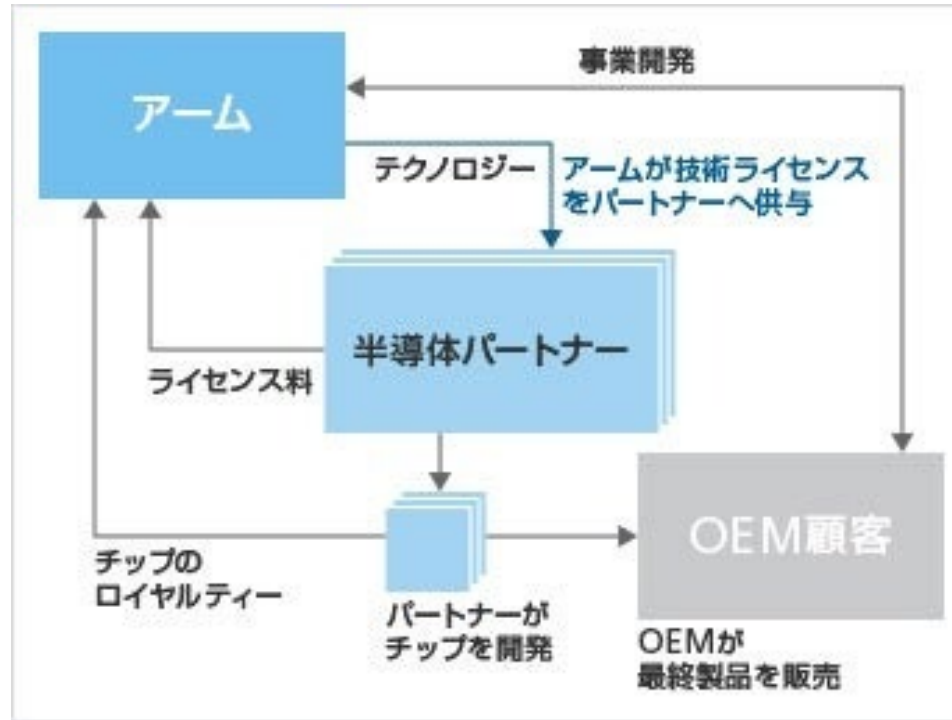 事業開発
アーム
テクノロジー
アームが技術ライセンス
をパートナーへ供与
半導体パートナー
ライセンス料
OEM顧客
チップの
ロイヤルティー
パートナーが
チップを開発
OEMが
最終製品を販売